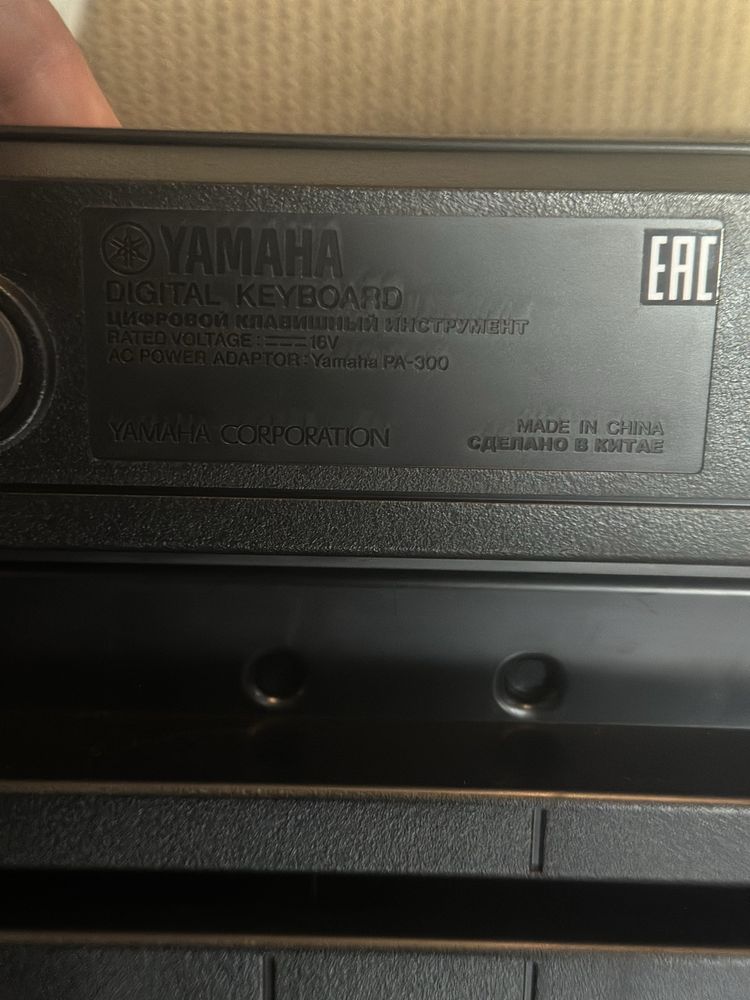 YAMAHA
EAC
DIGITAL KEYBOARD
ЦИФРОВОЙ КЛАВИШНЫЙ ИНСТРУМЕНТ
RATED VOLTAGE: ⎓ 16V
AC POWER ADAPTOR: Yamaha PA-300
YAMAHA CORPORATION
MADE IN CHINA
СДЕЛАНО В КИТАЕ